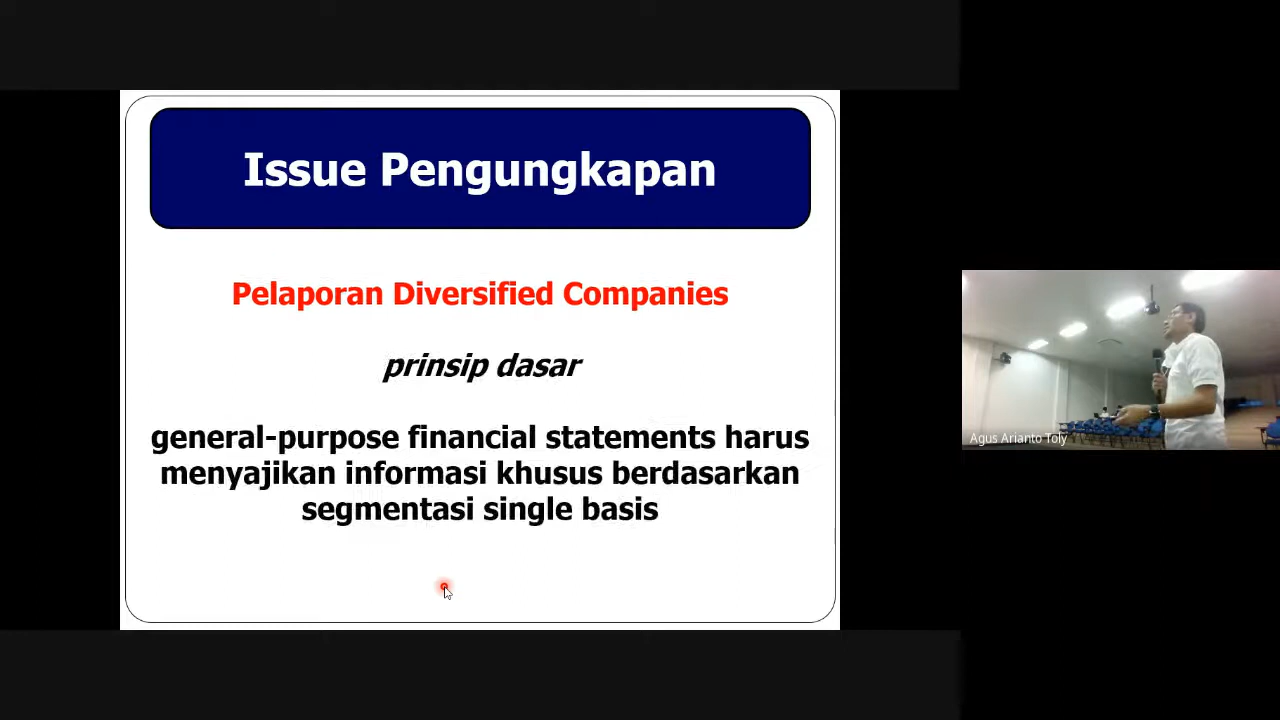 Issue Pengungkapan
Pelaporan Diversified Companies
prinsip dasar
general-purpose financial statements harus
menyajikan informasi khusus berdasarkan
segmentasi single basis
Agus Arianto Toly